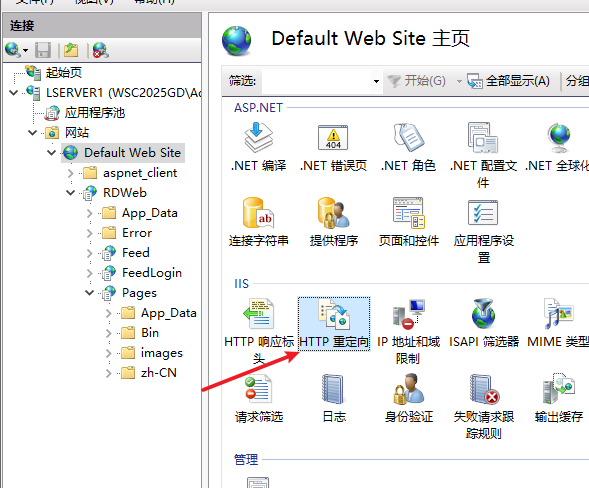 连接
起始页
LSERVER1 (WSC2025GD\Ac
应用程序池
网站
Default Web Site
aspnet_client
RDWeb
App_Data
Error
Feed
FeedLogin
Pages
App_Data
Bin
images
zh-CN
Default Web Site 主页
筛选:
开始(G)
全部显示(A)
分组
ASP.NET
.NET 编译
.NET 错误页
.NET 角色
.NET 配置文件
.NET 全球化
连接字符串
提供程序
页面和控件
应用程序设置
IIS
HTTP 响应标头
HTTP 重定向
IP 地址和域限制
ISAPI 筛选器
MIME 类型
请求筛选
日志
身份验证
失败请求跟踪规则
输出缓存
管理